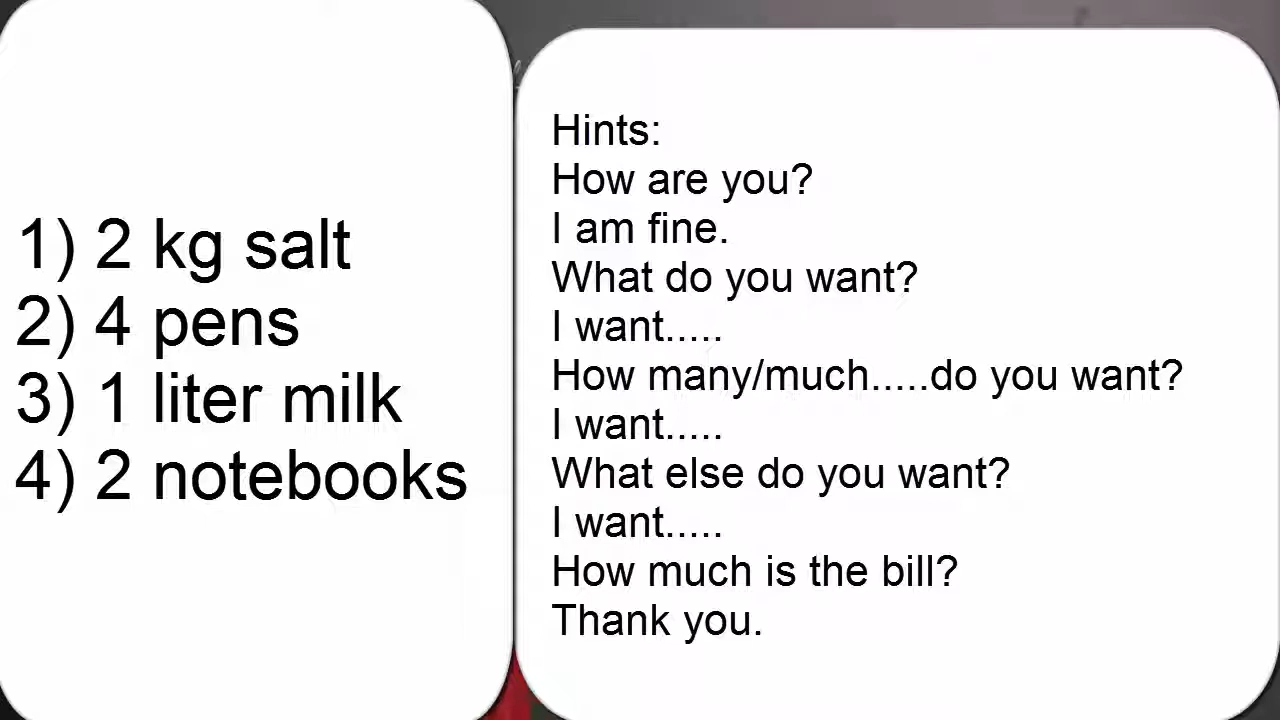 1) 2 kg salt
2) 4 pens
3) 1 liter milk
4) 2 notebooks
Hints:
How are you?
I am fine.
What do you want?
I want.....
How many/much.....do you want?
I want.....
What else do you want?
I want.....
How much is the bill?
Thank you.